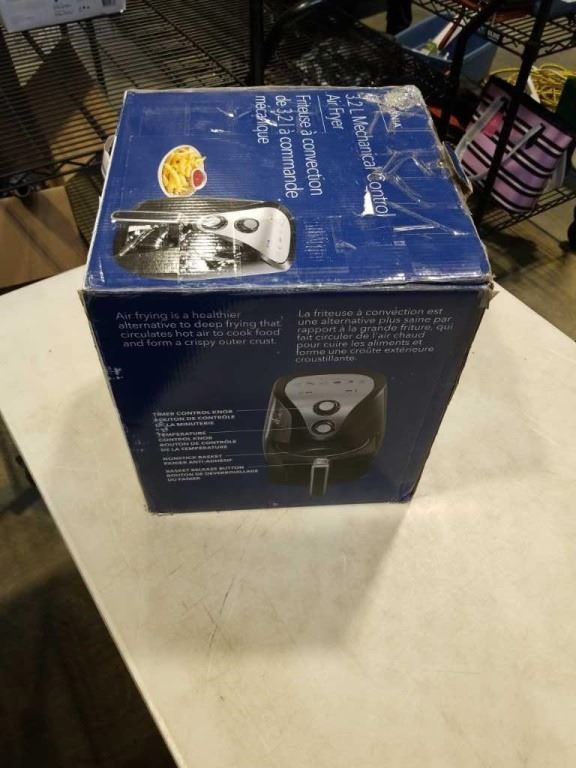 3.2 l Mechanical Control
Air Fryer
Friteuse à convection
de 3,2 l à commande
mécanique
Air frying is a healthier
alternative to deep frying that
circulates hot air to cook food
and form a crispy outer crust.
La friteuse à convection est
une alternative plus saine par
rapport à la grande friture, qui
fait circuler de l'air chaud
pour cuire les aliments et
forme une croûte extérieure
croustillante.
TIMER CONTROL KNOB
BOUTON DE CONTRÔLE
DE LA MINUTERIE
TEMPERATURE
CONTROL KNOB
BOUTON DE CONTRÔLE
DE LA TEMPÉRATURE
NONSTICK BASKET
PANIER ANTI-ADHÉSIF
BASKET RELEASE BUTTON
BOUTON DE DÉVERROUILLAGE
DU PANIER